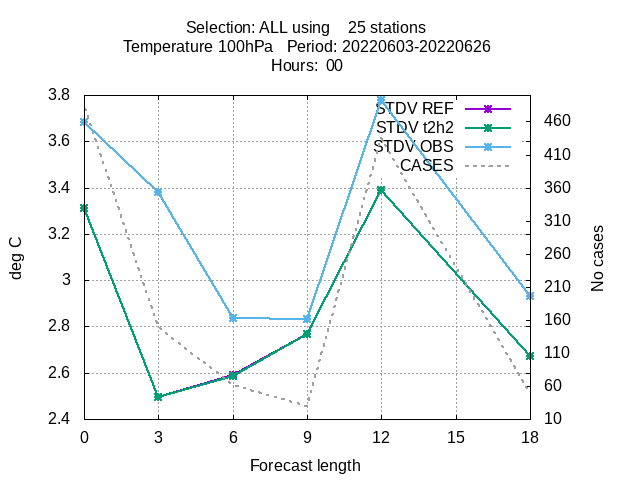 Selection: ALL using    25 stations
Temperature 100hPa   Period: 20220603-20220626
Hours:  00
3.8
3.6
3.4
3.2
3
2.8
2.6
2.4
deg C
STDV REF
STDV t2h2
STDV OBS
CASES
460
410
360
310
260
210
160
110
60
10
No cases
0 3 6 9 12 15 18
Forecast length